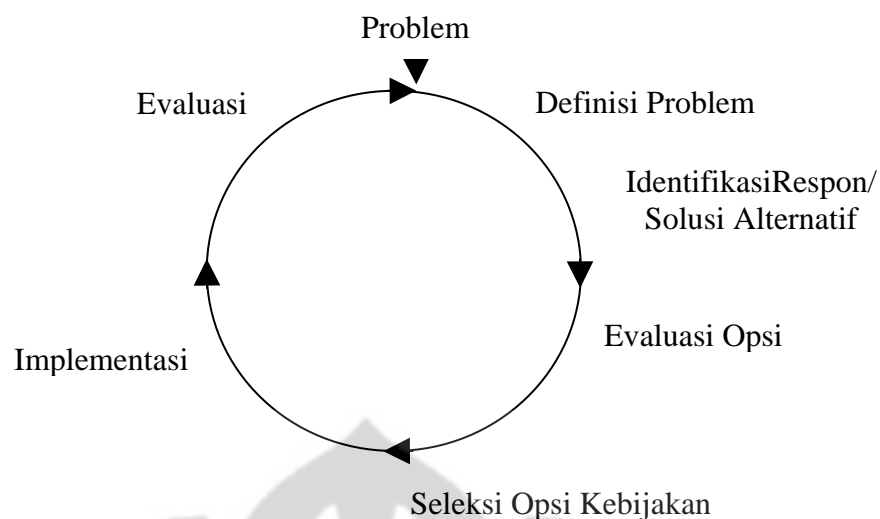 Problem
Definisi Problem
IdentifikasiRespon/
Solusi Alternatif
Evaluasi Opsi
Seleksi Opsi Kebijakan
Implementasi
Evaluasi